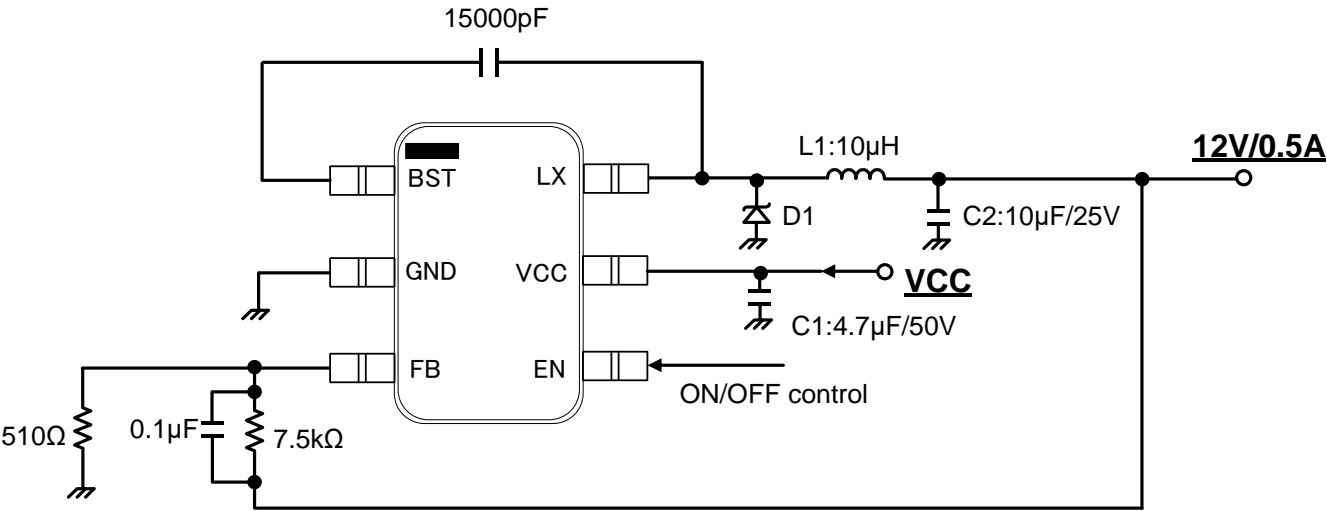 15000pF
L1:10µH
12V/0.5A
BST
LX
D1
C2:10µF/25V
GND
VCC
VCC
C1:4.7µF/50V
FB
EN
ON/OFF control
510Ω
0.1µF
7.5kΩ